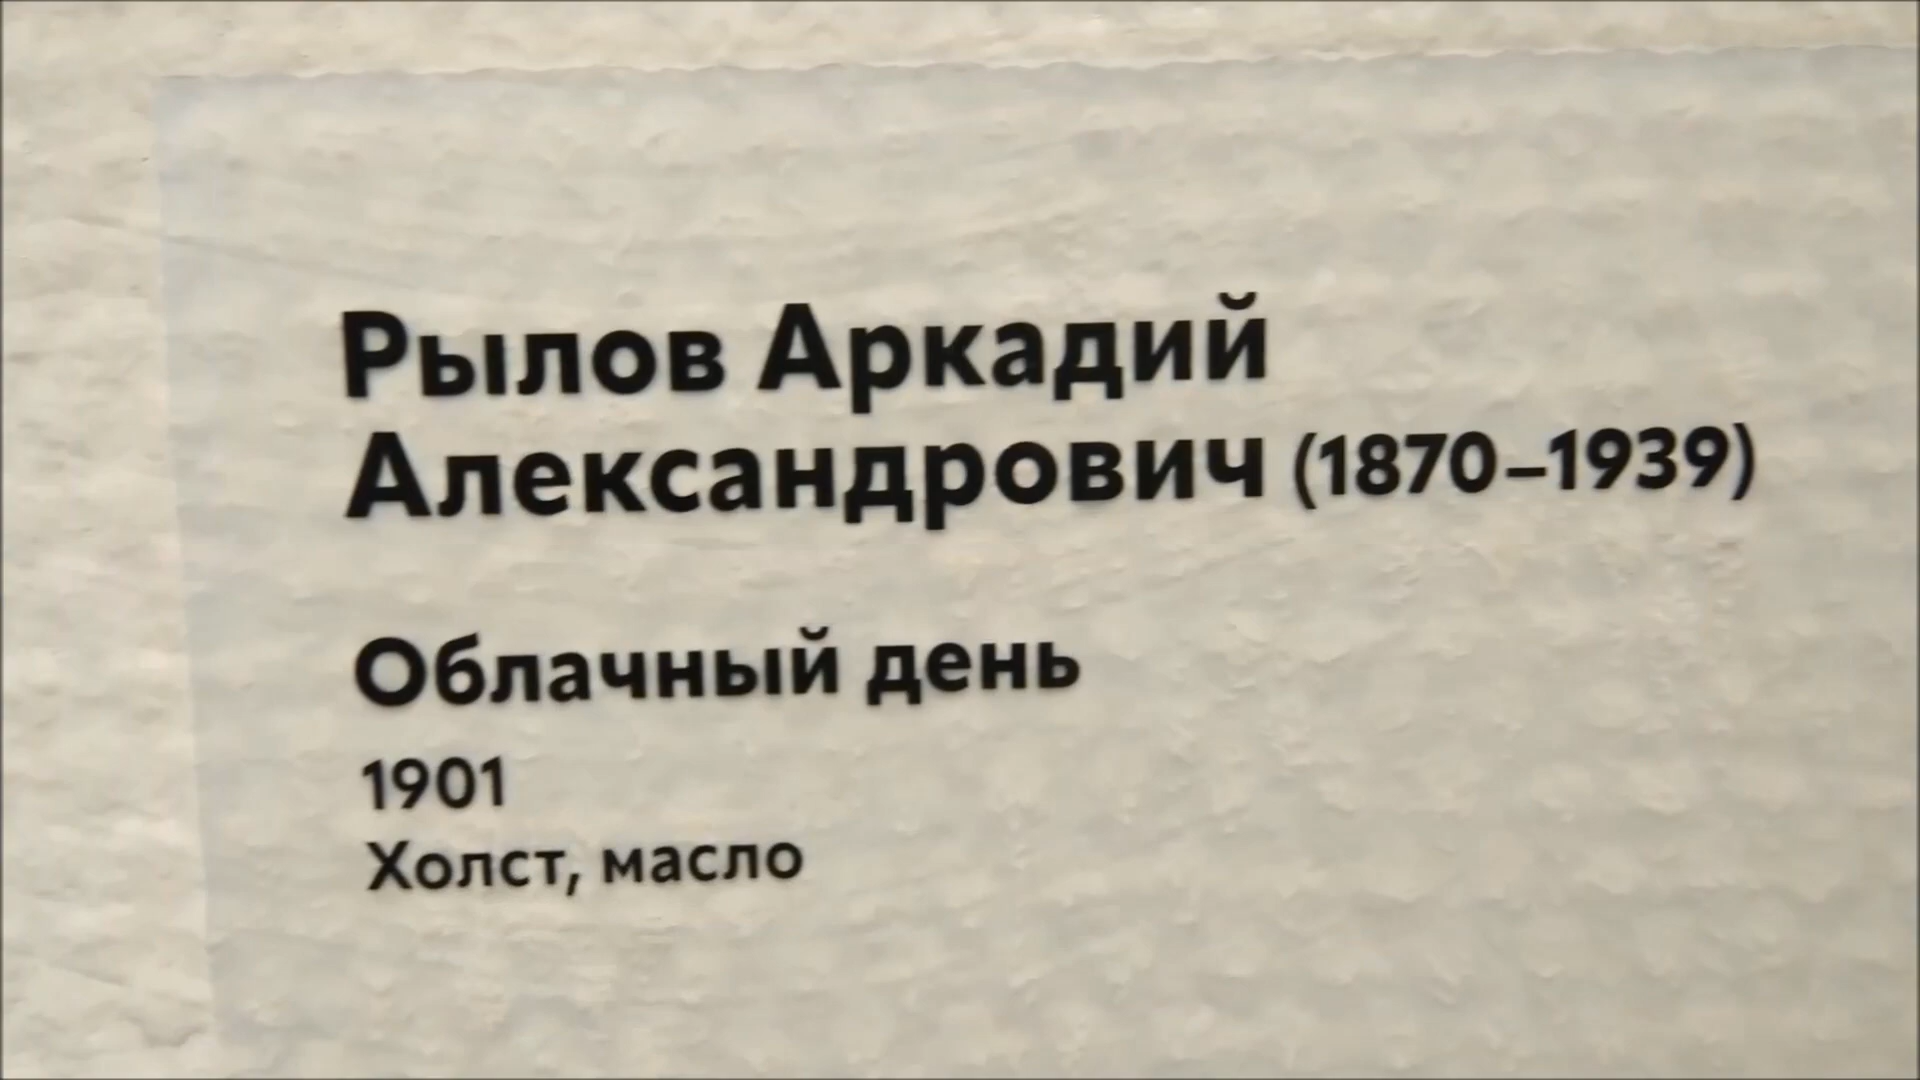 Рылов Аркадий
Александрович (1870–1939)
Облачный день
1901
Холст, масло